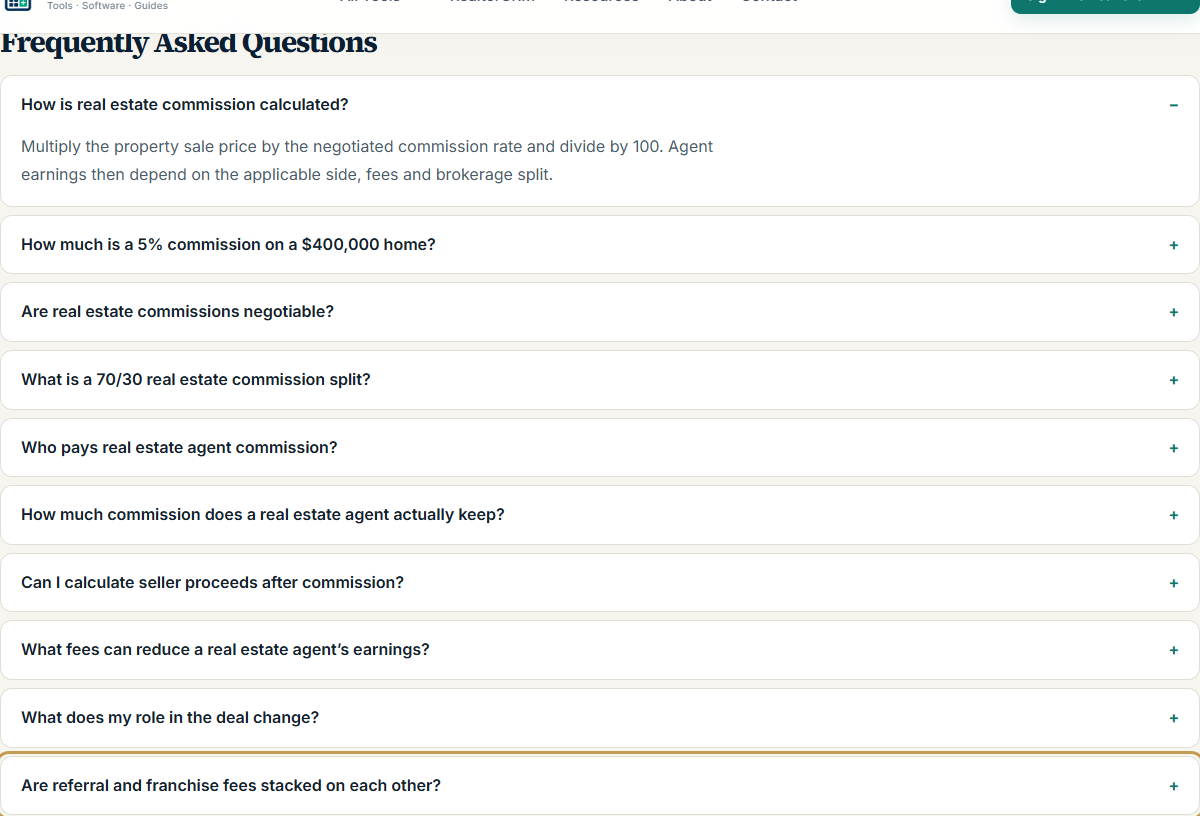 Tools · Software · Guides
Frequently Asked Questions
How is real estate commission calculated?
−
Multiply the property sale price by the negotiated commission rate and divide by 100. Agent
earnings then depend on the applicable side, fees and brokerage split.
How much is a 5% commission on a $400,000 home?
+
Are real estate commissions negotiable?
+
What is a 70/30 real estate commission split?
+
Who pays real estate agent commission?
+
How much commission does a real estate agent actually keep?
+
Can I calculate seller proceeds after commission?
+
What fees can reduce a real estate agent’s earnings?
+
What does my role in the deal change?
+
Are referral and franchise fees stacked on each other?
+